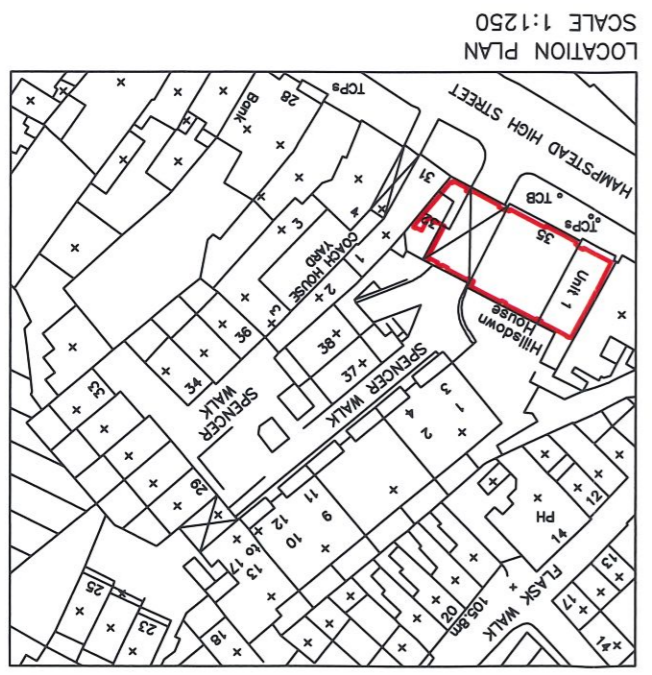 14
18
23
20
105.8m
17
25
FLASK WALK
13
13 to 17
14
PH
12
10
12
9
11
29
SPENCER WALK
2
4
1
3
33
34
36
SPENCER
WALK
37
38
Hillsdown
House
Unit 1
35
32
31
3
2
1
COACH HOUSE
YARD
4
3
TCPs
TCB
28
Bank
TCPs
HAMPSTEAD HIGH STREET
LOCATION PLAN
SCALE 1:1250